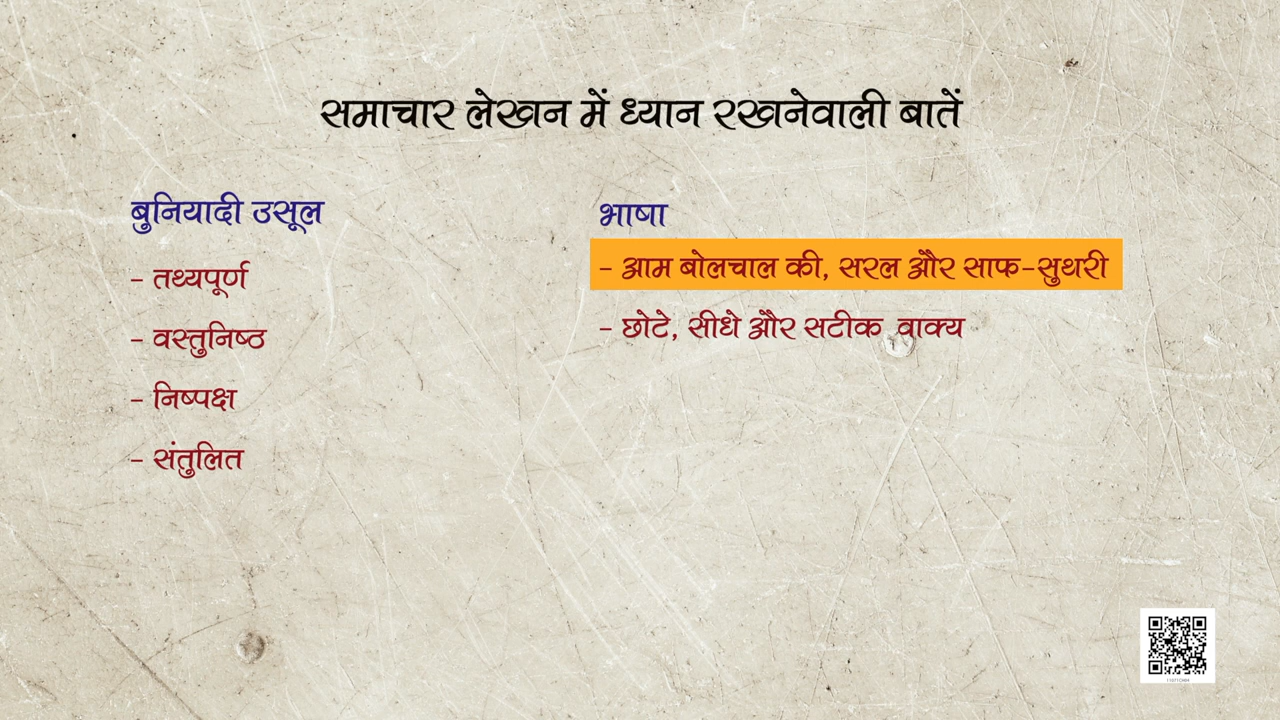 समाचार लेखन में ध्यान रखनेवाली बातें
बुनियादी उसूल
- तथ्यपूर्ण
- वस्तुनिष्ठ
- निष्पक्ष
- संतुलित
भाषा
- आम बोलचाल की, सरल और साफ-सुथरी
- छोटे, सीधे और सटीक वाक्य